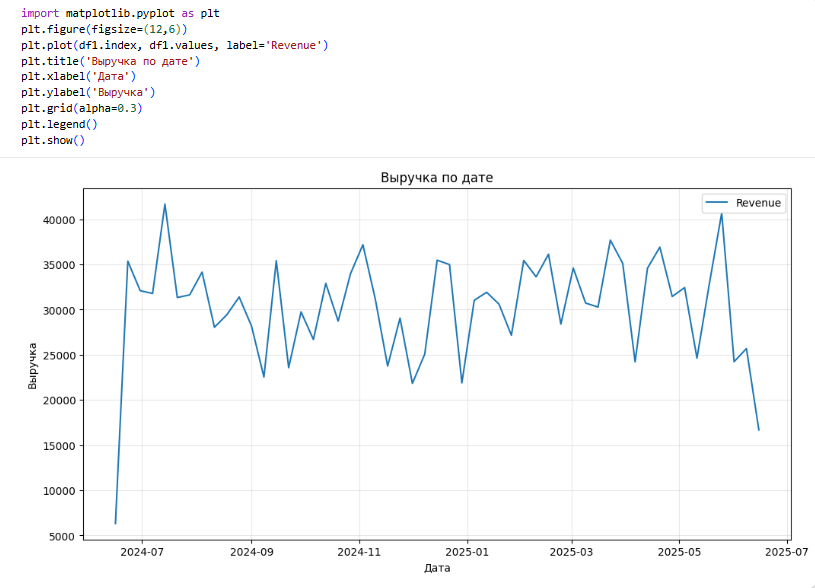 import matplotlib.pyplot as plt
plt.figure(figsize=(12,6))
plt.plot(df1.index, df1.values, label='Revenue')
plt.title('Выручка по дате')
plt.xlabel('Дата')
plt.ylabel('Выручка')
plt.grid(alpha=0.3)
plt.legend()
plt.show()
Выручка по дате
Revenue
40000
35000
30000
25000
20000
15000
10000
5000
Выручка
2024-07
2024-09
2024-11
2025-01
2025-03
2025-05
2025-07
Дата